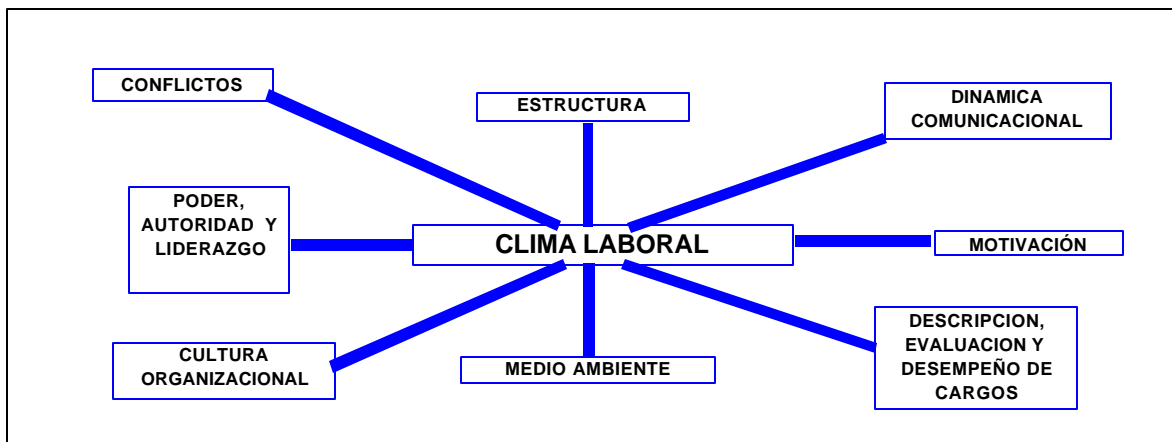 CONFLICTOS
ESTRUCTURA
DINAMICA
COMUNICACIONAL
PODER,
AUTORIDAD Y
LIDERAZGO
CLIMA LABORAL
MOTIVACIÓN
CULTURA
ORGANIZACIONAL
MEDIO AMBIENTE
DESCRIPCION,
EVALUACION Y
DESEMPEÑO DE
CARGOS